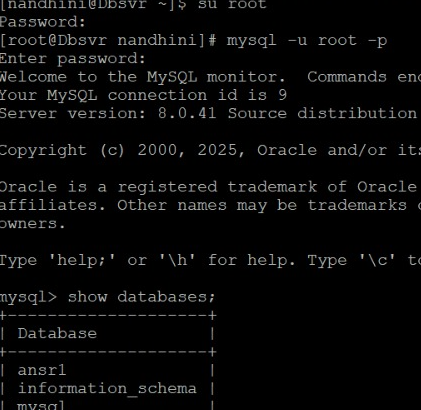 [nandhini@Dbsvr ~]$ su root
Password:
[root@Dbsvr nandhini]# mysql -u root -p
Enter password:
Welcome to the MySQL monitor.  Commands end
Your MySQL connection id is 9
Server version: 8.0.41 Source distribution

Copyright (c) 2000, 2025, Oracle and/or its

Oracle is a registered trademark of Oracle
affiliates. Other names may be trademarks
owners.

Type 'help;' or '\h' for help. Type '\c' to

mysql> show databases;
+--------------------+
| Database           |
+--------------------+
| ansr1              |
| information_schema |
| mysql              |